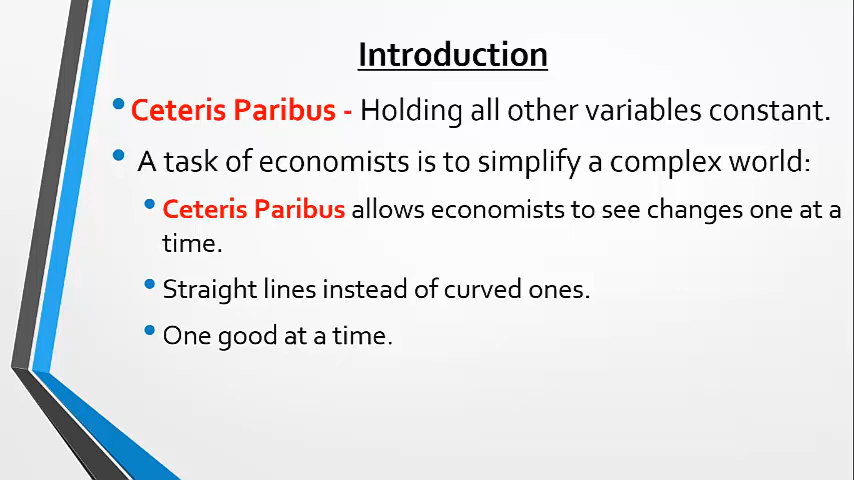 Introduction
• Ceteris Paribus - Holding all other variables constant.
• A task of economists is to simplify a complex world:
• Ceteris Paribus allows economists to see changes one at a
time.
• Straight lines instead of curved ones.
• One good at a time.